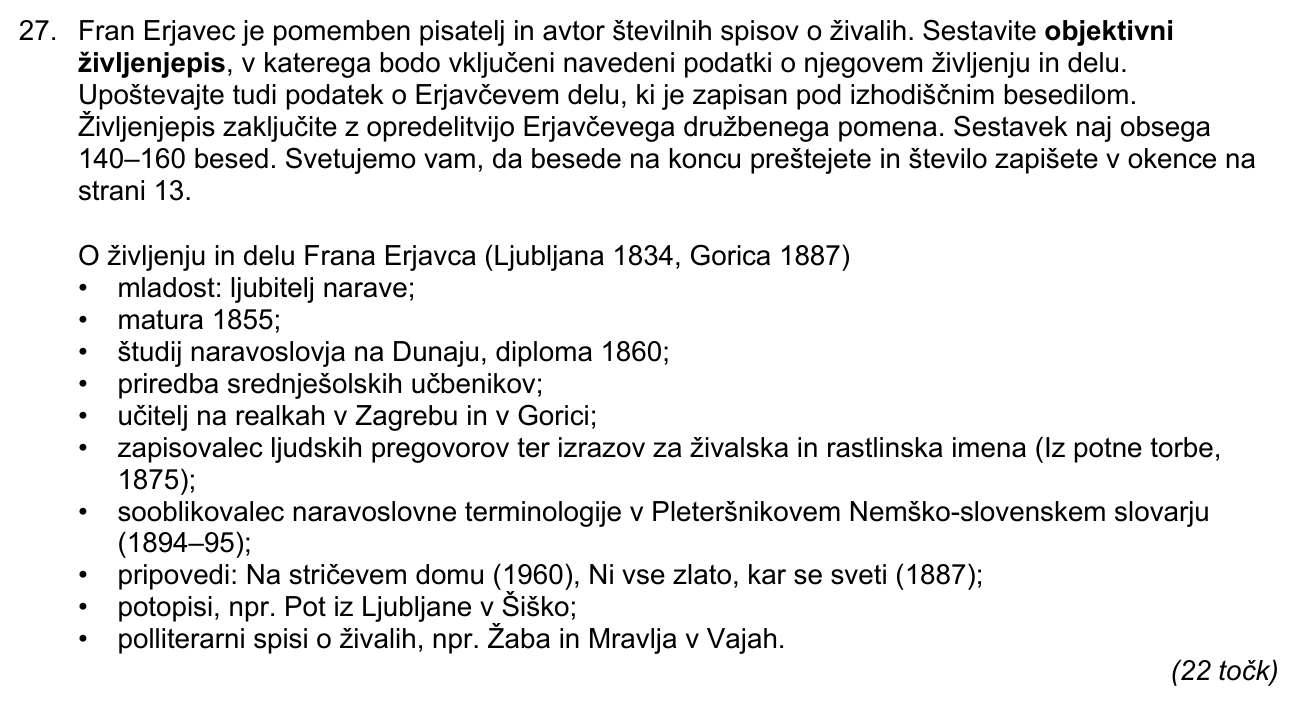 27. Fran Erjavec je pomemben pisatelj in avtor številnih spisov o živalih. Sestavite objektivni
življenjepis, v katerega bodo vključeni navedeni podatki o njegovem življenju in delu.
Upoštevajte tudi podatek o Erjavčevem delu, ki je zapisan pod izhodiščnim besedilom.
Življenjepis zaključite z opredelitvijo Erjavčevega družbenega pomena. Sestavek naj obsega
140–160 besed. Svetujemo vam, da besede na koncu preštejete in število zapišete v okence na
strani 13.
O življenju in delu Frana Erjavca (Ljubljana 1834, Gorica 1887)
• mladost: ljubitelj narave;
• matura 1855;
• študij naravoslovja na Dunaju, diploma 1860;
• priredba srednješolskih učbenikov;
• učitelj na realkah v Zagrebu in v Gorici;
• zapisovalec ljudskih pregovorov ter izrazov za živalska in rastlinska imena (Iz potne torbe,
1875);
• sooblikovalec naravoslovne terminologije v Pleteršnikovem Nemško-slovenskem slovarju
(1894–95);
• pripovedi: Na stričevem domu (1960), Ni vse zlato, kar se sveti (1887);
• potopisi, npr. Pot iz Ljubljane v Šiško;
• polliterarni spisi o živalih, npr. Žaba in Mravlja v Vajah.
(22 točk)